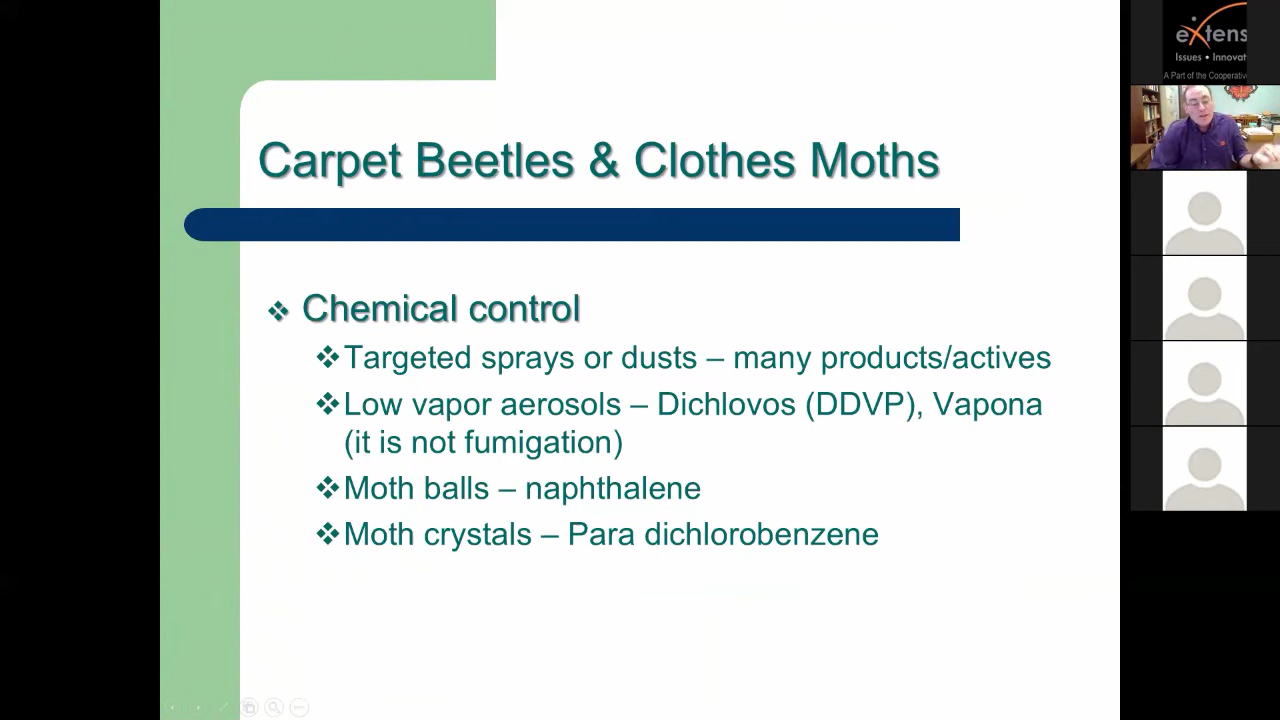 Carpet Beetles & Clothes Moths
❖ Chemical control
❖Targeted sprays or dusts – many products/actives
❖Low vapor aerosols – Dichlovos (DDVP), Vapona
(it is not fumigation)
❖Moth balls – naphthalene
❖Moth crystals – Para dichlorobenzene
eXtens
Issues • Innovat
A Part of the Cooperativ